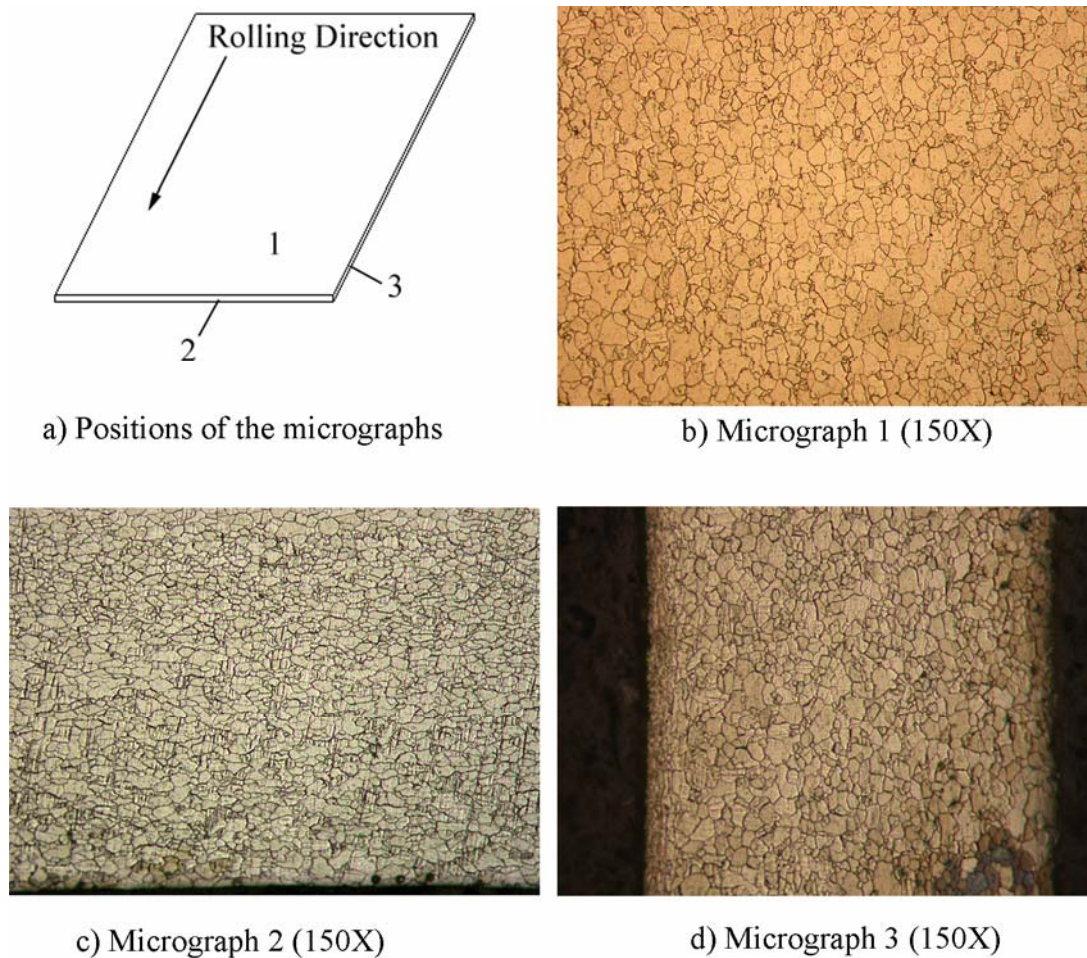 Rolling Direction
1
3
2
a) Positions of the micrographs
b) Micrograph 1 (150X)
c) Micrograph 2 (150X)
d) Micrograph 3 (150X)